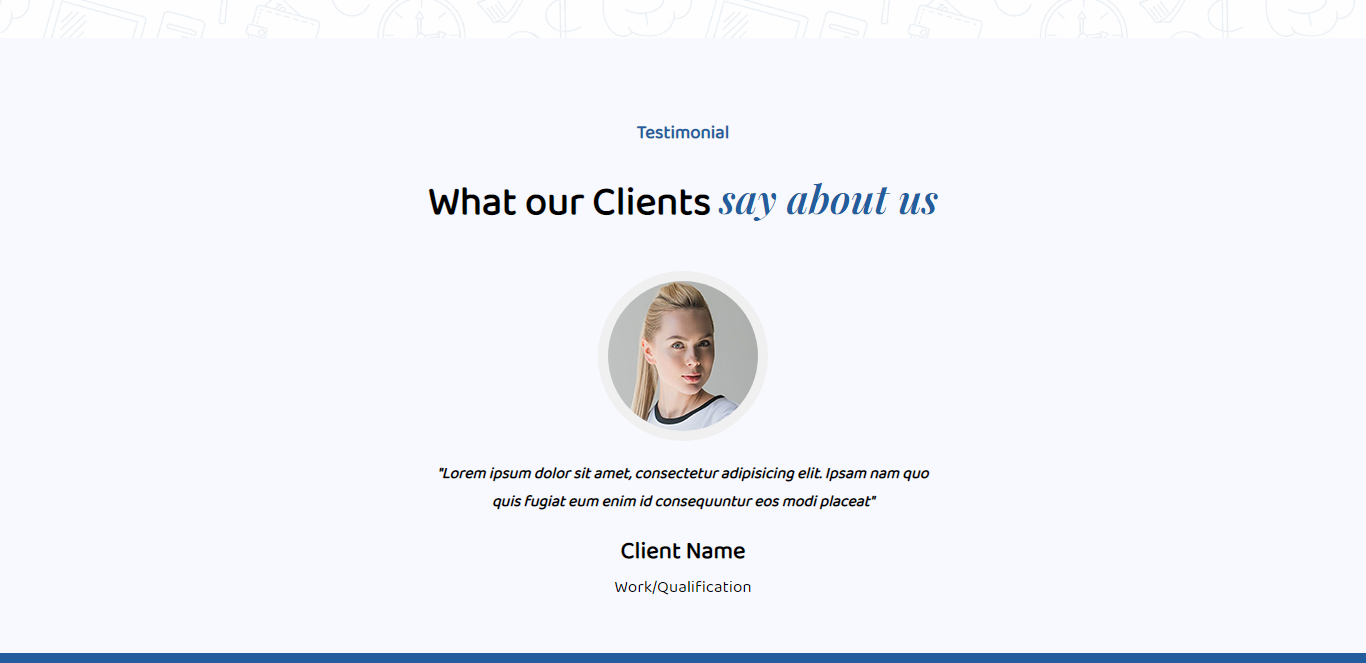 Testimonial
What our Clients say about us
"Lorem ipsum dolor sit amet, consectetur adipisicing elit. Ipsam nam quo
quis fugiat eum enim id consequuntur eos modi placeat"
Client Name
Work/Qualification